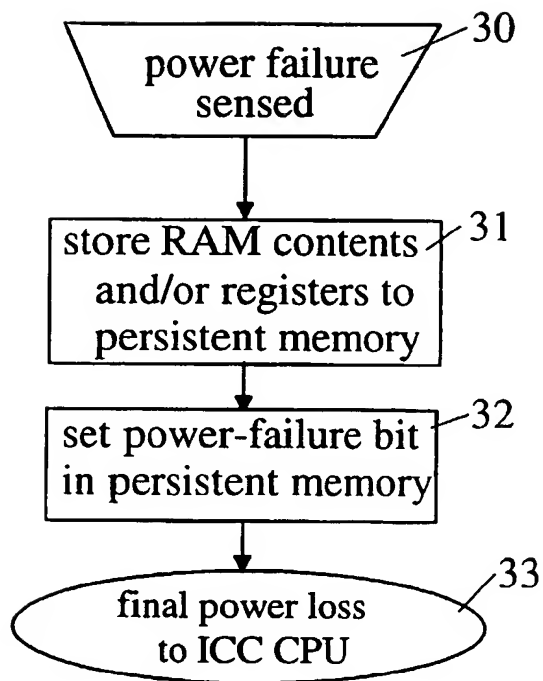 30
power failure
sensed
31
store RAM contents
and/or registers to
persistent memory
32
set power-failure bit
in persistent memory
33
final power loss
to ICC CPU